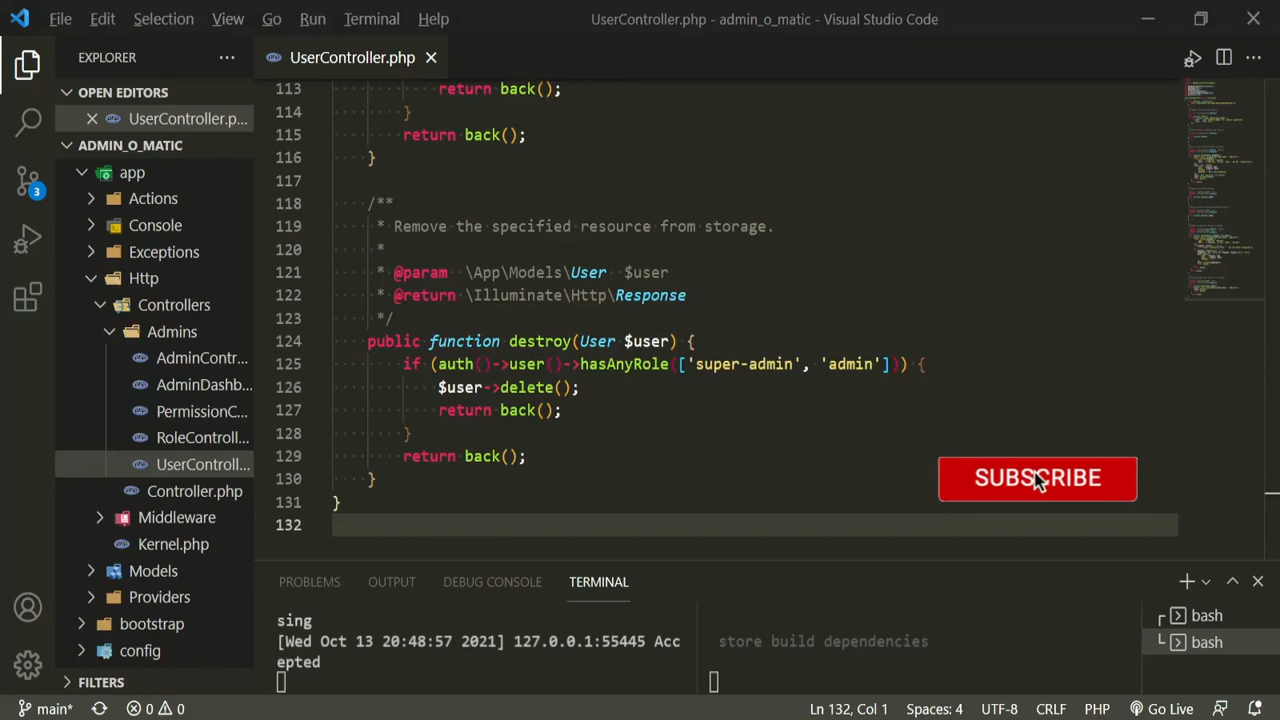 File Edit Selection View Go Run Terminal Help
UserController.php - admin_o_matic - Visual Studio Code
EXPLORER
OPEN EDITORS
UserController.p...
ADMIN_O_MATIC
app
Actions
Console
Exceptions
Http
Controllers
Admins
AdminContr...
AdminDashb...
PermissionC...
RoleControll...
UserControll...
Controller.php
Middleware
Kernel.php
Models
Providers
bootstrap
config
FILTERS
UserController.php
113 return back();
114 }
115 return back();
116 }
117
118 /**
119 * Remove the specified resource from storage.
120 *
121 * @param \App\Models\User $user
122 * @return \Illuminate\Http\Response
123 */
124 public function destroy(User $user) {
125 if (auth()->user()->hasAnyRole(['super-admin', 'admin'])) {
126 $user->delete();
127 return back();
128 }
129 return back();
130 }
131 }
132
SUBSCRIBE
PROBLEMS OUTPUT DEBUG CONSOLE TERMINAL
sing
[Wed Oct 13 20:48:57 2021] 127.0.0.1:55445 Acc
epted
store build dependencies
bash
bash
main* 0 0 Ln 132, Col 1 Spaces: 4 UTF-8 CRLF PHP Go Live
3